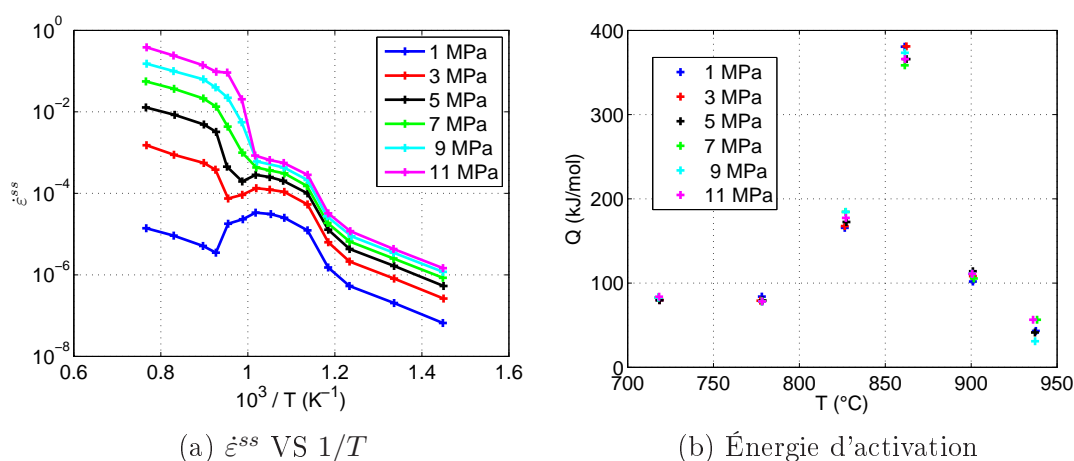 10^0
10^−2
10^−4
10^−6
10^−8
ε̇^ss
0.6
0.8
1
1.2
1.4
1.6
10^3 / T (K^−1)
1 MPa
3 MPa
5 MPa
7 MPa
9 MPa
11 MPa
(a) ε̇^ss VS 1/T
400
300
200
100
0
Q (kJ/mol)
700
750
800
850
900
950
T (°C)
1 MPa
3 MPa
5 MPa
7 MPa
9 MPa
11 MPa
(b) Énergie d'activation